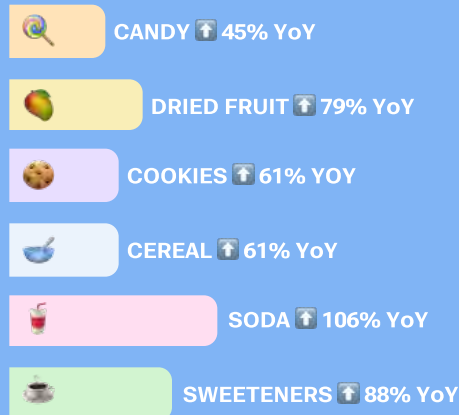 CANDY ⬆️ 45% YoY
DRIED FRUIT ⬆️ 79% YoY
COOKIES ⬆️ 61% YOY
CEREAL ⬆️ 61% YoY
SODA ⬆️ 106% YoY
SWEETENERS ⬆️ 88% YoY